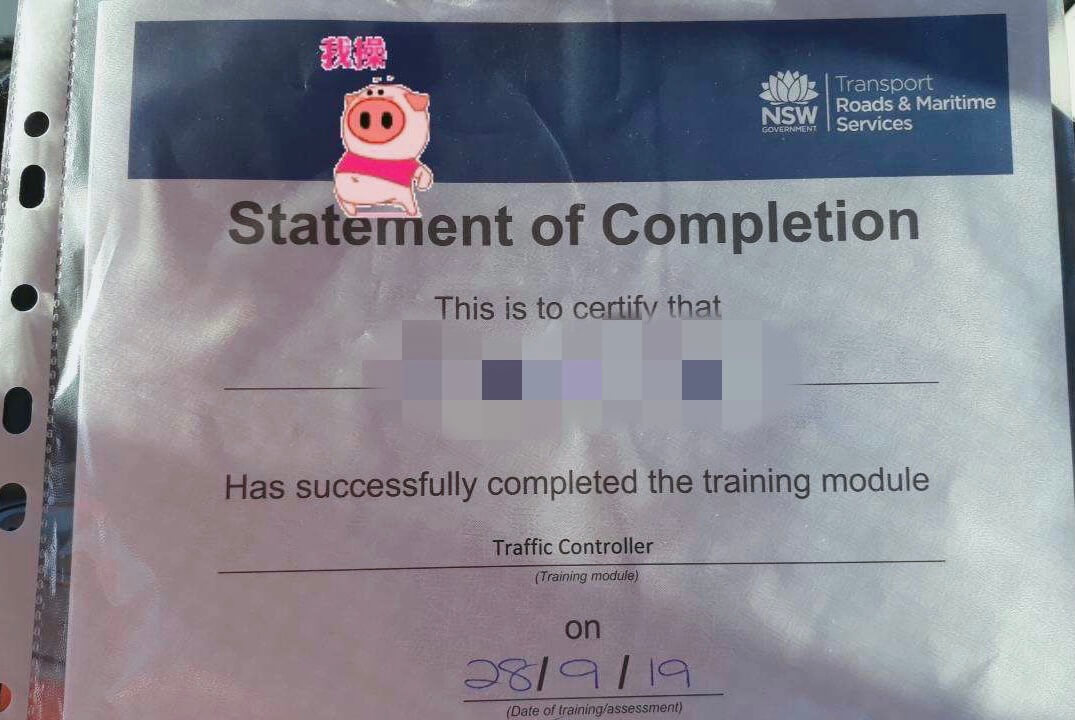 我操
Transport
Roads & Maritime
Services
NSW
GOVERNMENT
Statement of Completion
This is to certify that
Has successfully completed the training module
Traffic Controller
(Training module)
on
28/9/19
(Date of training/assessment)